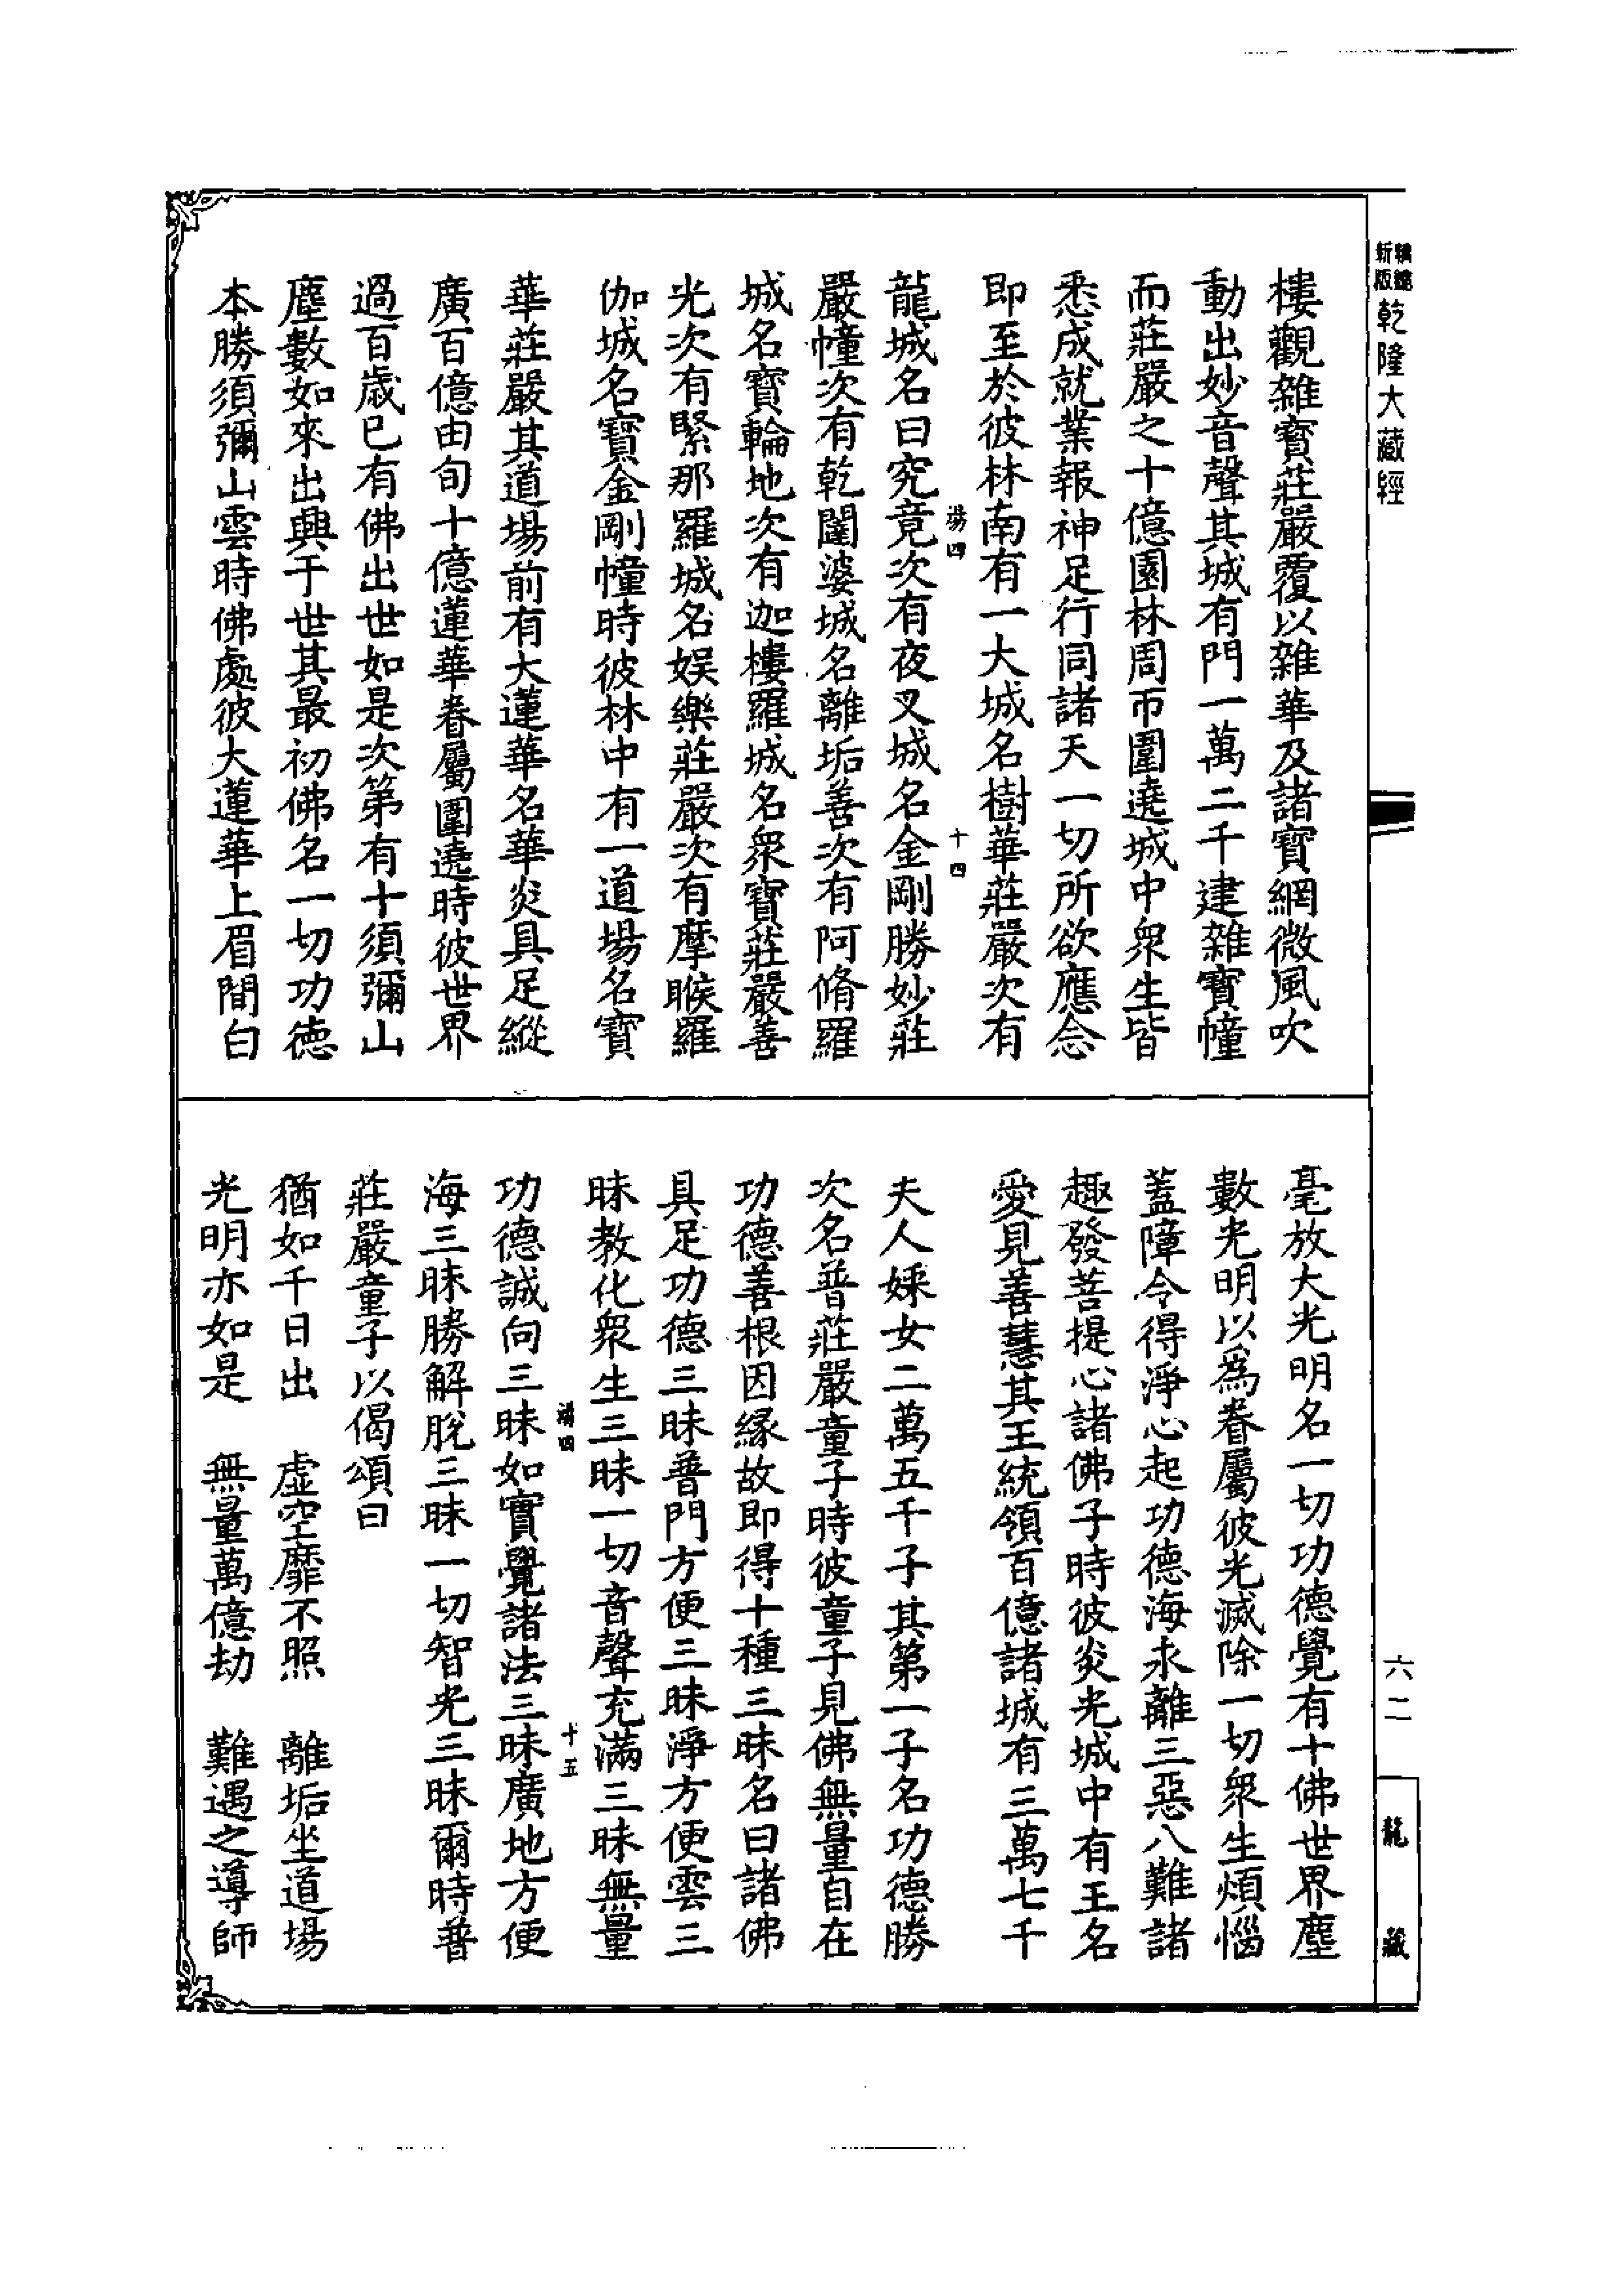 新版
乾隆大藏經
樓觀雜寳莊嚴覆以雜華及諸寳網微風吹
動出妙音聲其城有門一萬二千建雜寳幢
而莊嚴之十億園林周帀圍遶城中衆生皆
悉成就業報神足行同諸天一切所欲應念
即至於彼林南有一大城名樹華莊嚴次有
湯四
十四
龍城名曰究竟次有夜叉城名金剛勝妙莊
嚴幢次有乾闥婆城名離垢善次有阿脩羅
城名寳輪地次有迦樓羅城名衆寳莊嚴善
光次有緊那羅城名娛樂莊嚴次有摩睺羅
伽城名寳金剛幢時彼林中有一道場名寳
華莊嚴其道場前有大蓮華名華炎具足縱
廣百億由旬十億蓮華眷屬圍遶時彼世界
過百歲已有佛出世如是次第有十須彌山
塵數如來出興于世其最初佛名一切功德
本勝須彌山雲時佛處彼大蓮華上眉間白
毫放大光明名一切功德覺有十佛世界塵
數光明以爲眷屬彼光滅除一切衆生煩惱
蓋障令得淨心起功德海永離三惡八難諸
趣發菩提心諸佛子時彼炎光城中有王名
愛見善慧其王統領百億諸城有三萬七千
夫人婇女二萬五千子其第一子名功德勝
次名普莊嚴童子時彼童子見佛無量自在
功德善根因緣故即得十種三昧名曰諸佛
具足功德三昧普門方便三昧淨方便雲三
昧教化衆生三昧一切音聲充滿三昧無量
湯四
十五
功德誠向三昧如實覺諸法三昧廣地方便
海三昧勝解脫三昧一切智光三昧爾時普
莊嚴童子以偈頌曰
猶如千日出　虛空靡不照　離垢坐道場
光明亦如是　無量萬億劫　難遇之導師
六二
龍藏